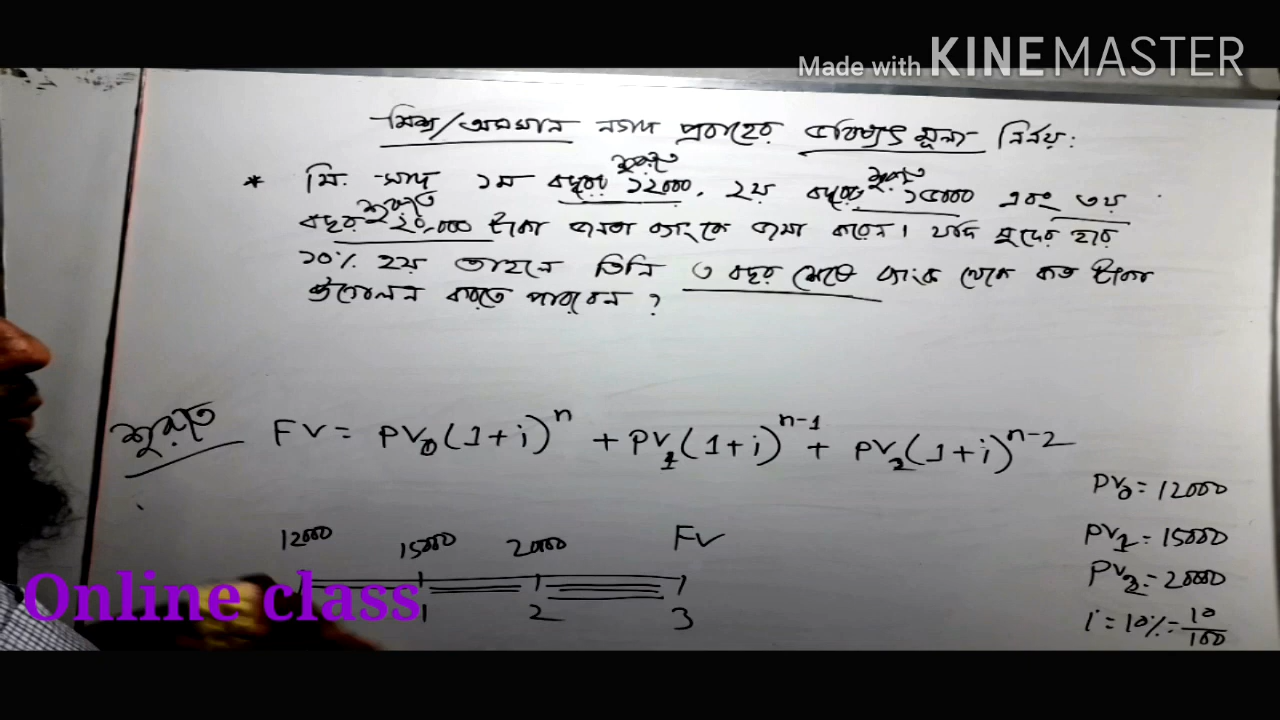 Made with KINEMASTER
মিশ্র/অসমান নগদ প্রবাহের ভবিষ্যৎ মূল্য নির্ণয়:
শুরুতে শুরুতে
* মি. সাদ ১ম বছরের ১২০০০, ২য় বছরের ১৫০০০ এবং ৩য়
শুরুতে
বছর ২০,০০০ টাকা জনতা ব্যাংকে জমা করেন। যদি সুদের হার
১০% হয় তাহলে তিনি ৩ বছর শেষে ব্যাংক থেকে কত টাকা
উত্তোলন করতে পারবেন ?
শুরুতে FV = PV₀(1+i)ⁿ + PV₁(1+i)ⁿ⁻¹ + PV₂(1+i)ⁿ⁻²
PV₀ = 12000
12000 15000 20000 FV
PV₁ = 15000
PV₂ = 20000
Online class
1 2 3
i = 10% = 10/100